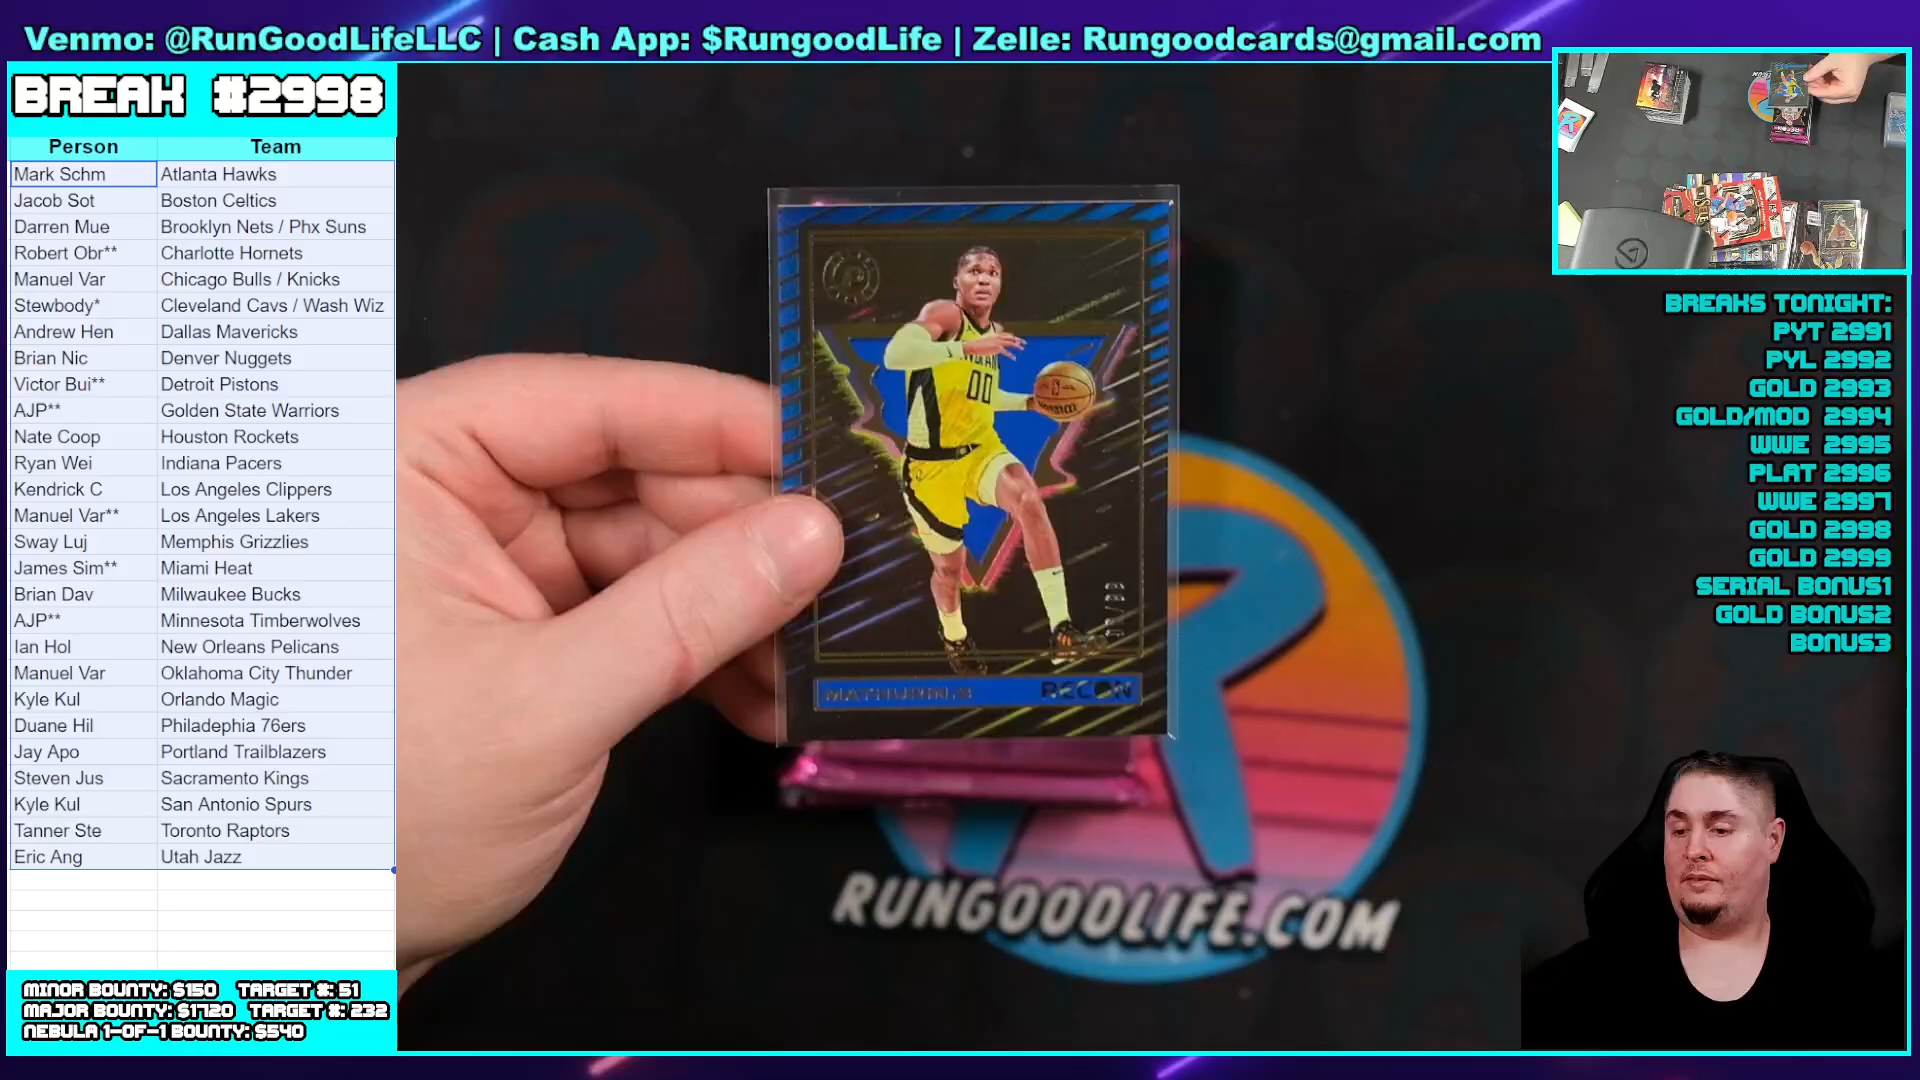 Venmo: @RunGoodLifeLLC | Cash App: $RungoodLife | Zelle: Rungoodcards@gmail.com
BREAK #2998
Person Team
Mark Schm Atlanta Hawks
Jacob Sot Boston Celtics
Darren Mue Brooklyn Nets / Phx Suns
Robert Obr** Charlotte Hornets
Manuel Var Chicago Bulls / Knicks
Stewbody* Cleveland Cavs / Wash Wiz
Andrew Hen Dallas Mavericks
Brian Nic Denver Nuggets
Victor Bui** Detroit Pistons
AJP** Golden State Warriors
Nate Coop Houston Rockets
Ryan Wei Indiana Pacers
Kendrick C Los Angeles Clippers
Manuel Var** Los Angeles Lakers
Sway Luj Memphis Grizzlies
James Sim** Miami Heat
Brian Dav Milwaukee Bucks
AJP** Minnesota Timberwolves
Ian Hol New Orleans Pelicans
Manuel Var Oklahoma City Thunder
Kyle Kul Orlando Magic
Duane Hil Philadephia 76ers
Jay Apo Portland Trailblazers
Steven Jus Sacramento Kings
Kyle Kul San Antonio Spurs
Tanner Ste Toronto Raptors
Eric Ang Utah Jazz
MINOR BOUNTY: $150 TARGET #: 51
MAJOR BOUNTY: $1720 TARGET #: 232
NEBULA 1-OF-1 BOUNTY: $540
00
MATHURIN.B RECON
R
RUNGOODLIFE.COM
BREAKS TONIGHT:
PYT 2991
PYL 2992
GOLD 2993
GOLD/MOD 2994
WWE 2995
PLAT 2996
WWE 2997
GOLD 2998
GOLD 2999
SERIAL BONUS1
GOLD BONUS2
BONUS3